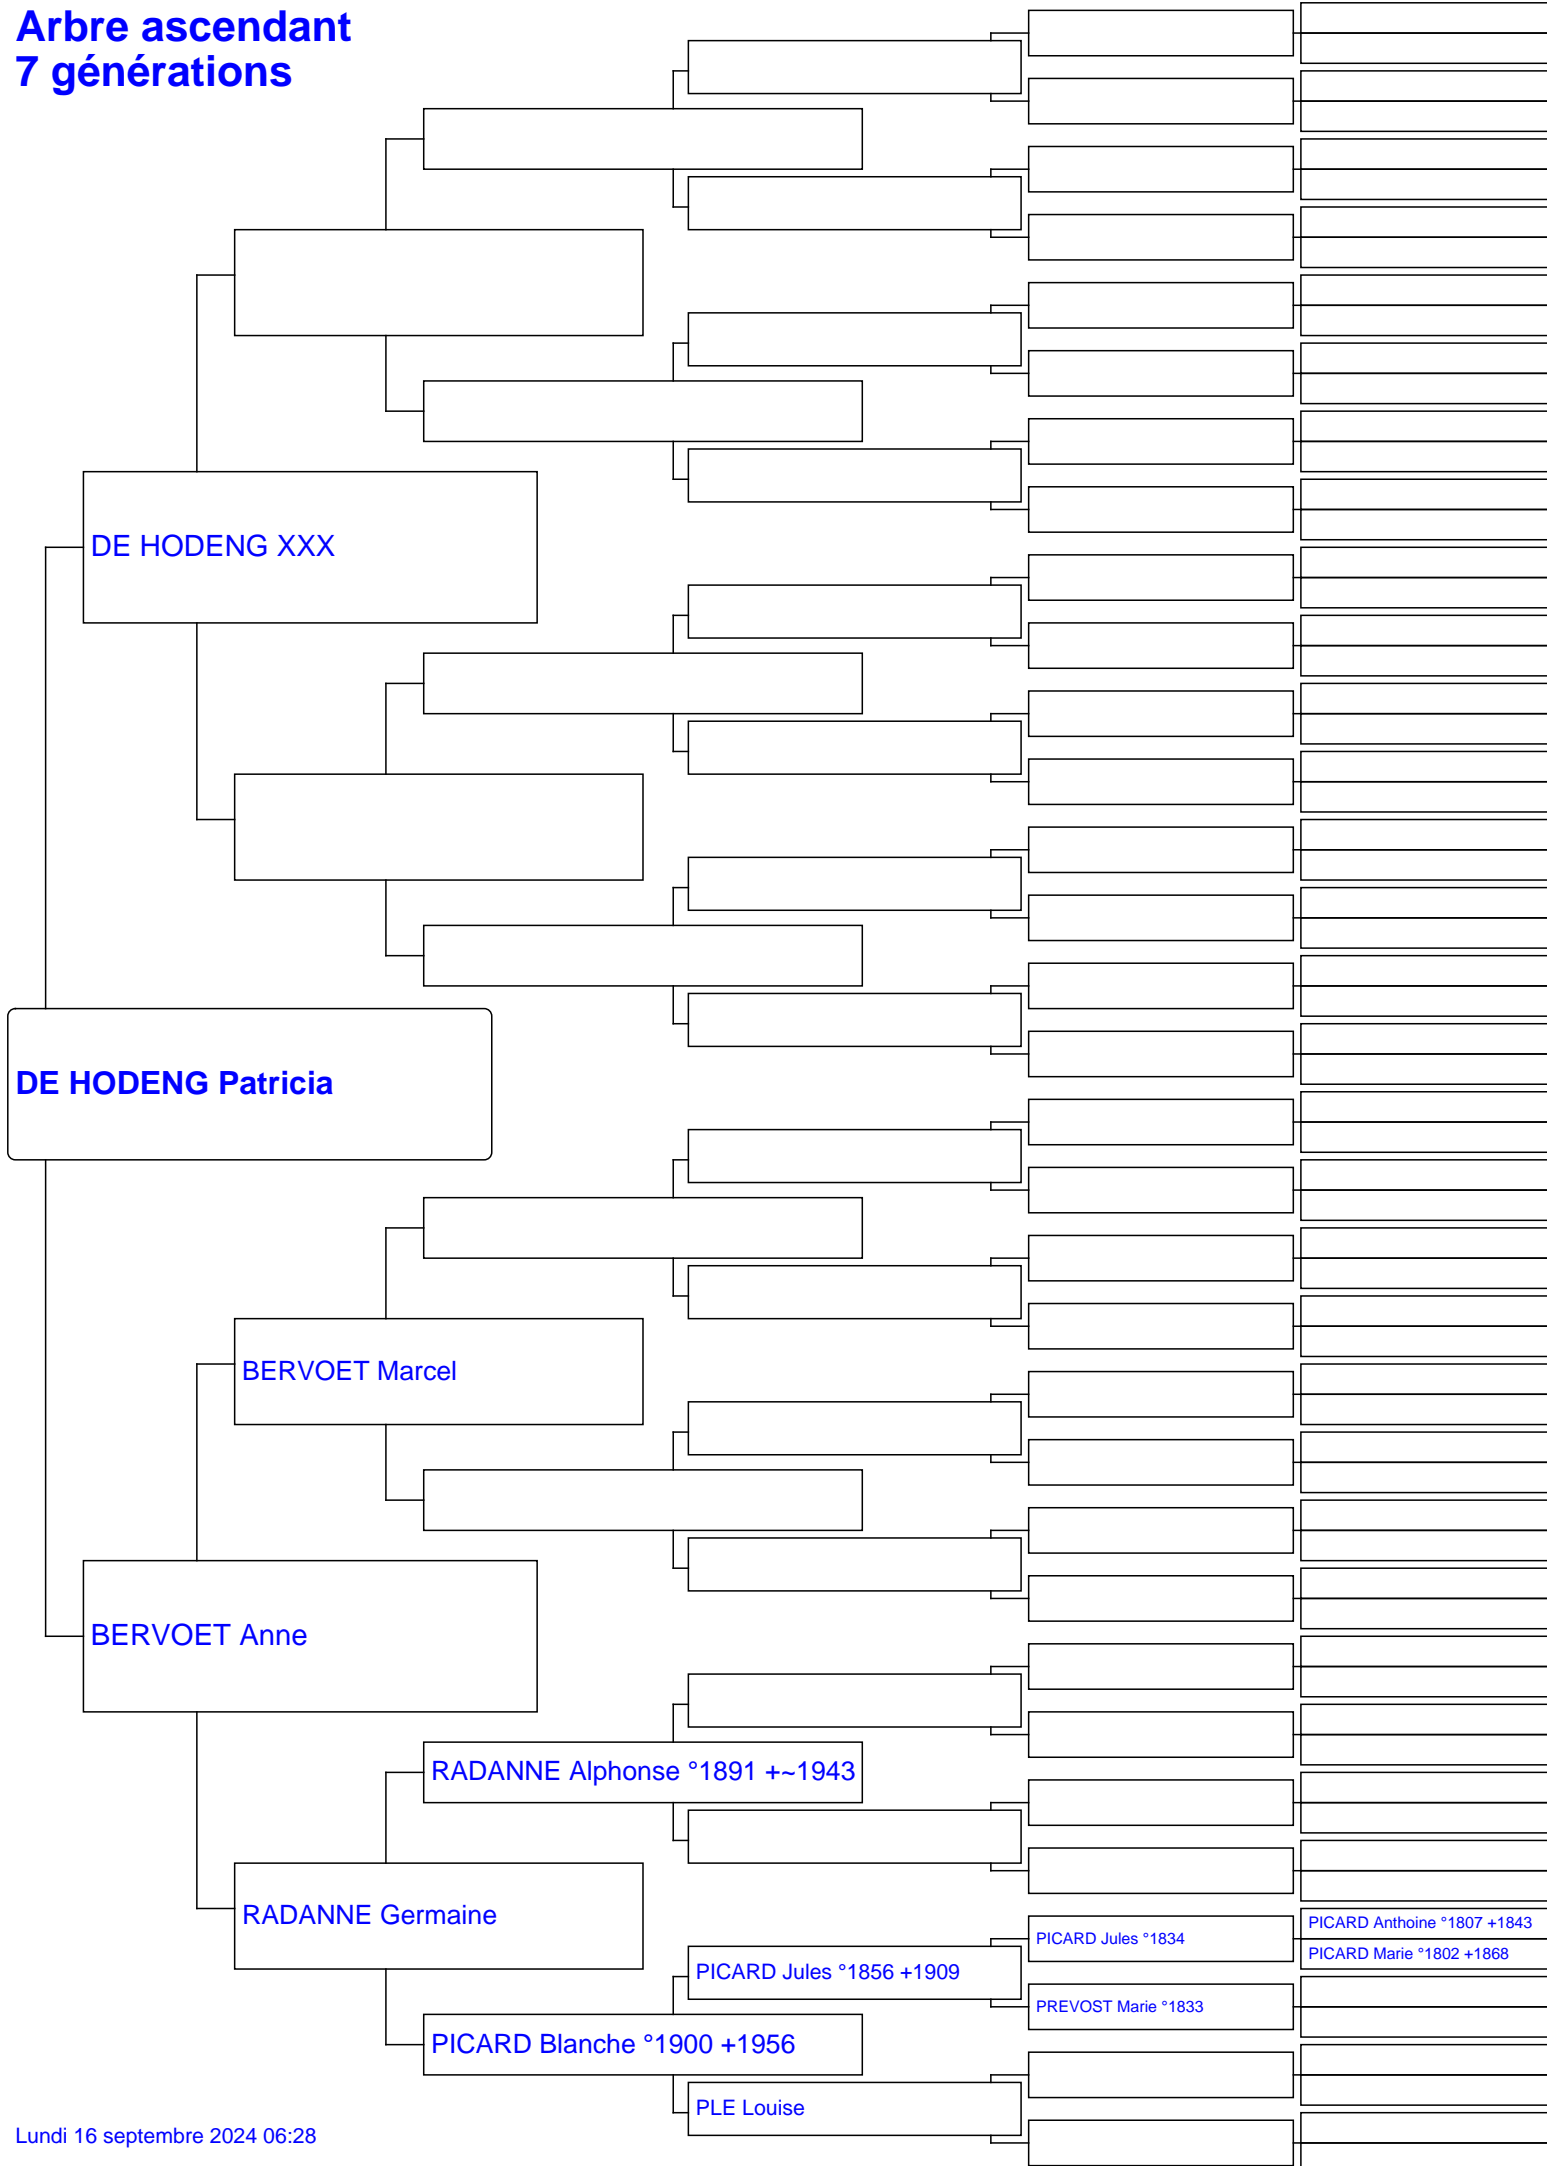 Arbre ascendant
7 générations
DE HODENG XXX
DE HODENG Patricia
BERVOET Marcel
BERVOET Anne
RADANNE Alphonse °1891 +~1943
RADANNE Germaine
PICARD Anthoine °1807 +1843
PICARD Jules °1834
PICARD Marie °1802 +1868
PICARD Jules °1856 +1909
PREVOST Marie °1833
PICARD Blanche °1900 +1956
PLE Louise
Lundi 16 septembre 2024 06:28